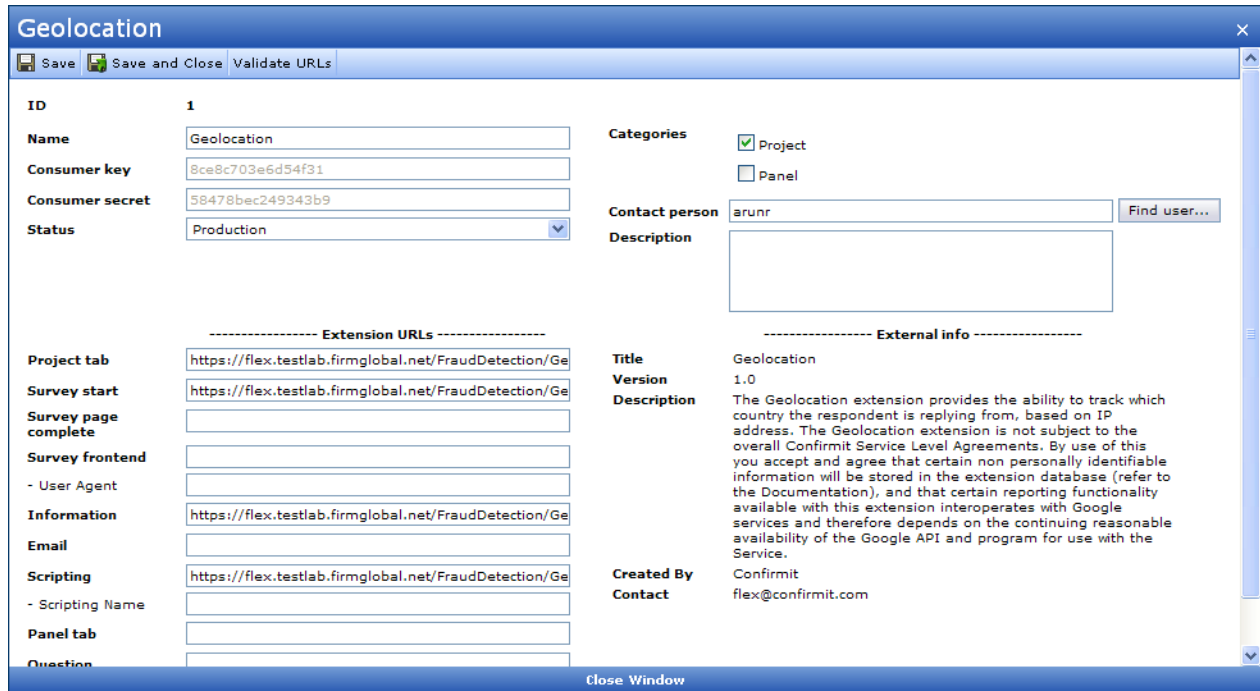 Geolocation
×
Save Save and Close Validate URLs
ID 1
Name Geolocation
Consumer key 8ce8c703e6d54f31
Consumer secret 58478bec249343b9
Status Production
Categories
Project
Panel
Contact person arunr Find user...
Description
----------------- Extension URLs -----------------
Project tab https://flex.testlab.firmglobal.net/FraudDetection/Ge
Survey start https://flex.testlab.firmglobal.net/FraudDetection/Ge
Survey page
complete
Survey frontend
- User Agent
Information https://flex.testlab.firmglobal.net/FraudDetection/Ge
Email
Scripting https://flex.testlab.firmglobal.net/FraudDetection/Ge
- Scripting Name
Panel tab
Question
----------------- External info -----------------
Title Geolocation
Version 1.0
Description The Geolocation extension provides the ability to track which
country the respondent is replying from, based on IP
address. The Geolocation extension is not subject to the
overall Confirmit Service Level Agreements. By use of this
you accept and agree that certain non personally identifiable
information will be stored in the extension database (refer to
the Documentation), and that certain reporting functionality
available with this extension interoperates with Google
services and therefore depends on the continuing reasonable
availability of the Google API and program for use with the
Service.
Created By Confirmit
Contact flex@confirmit.com
Close Window